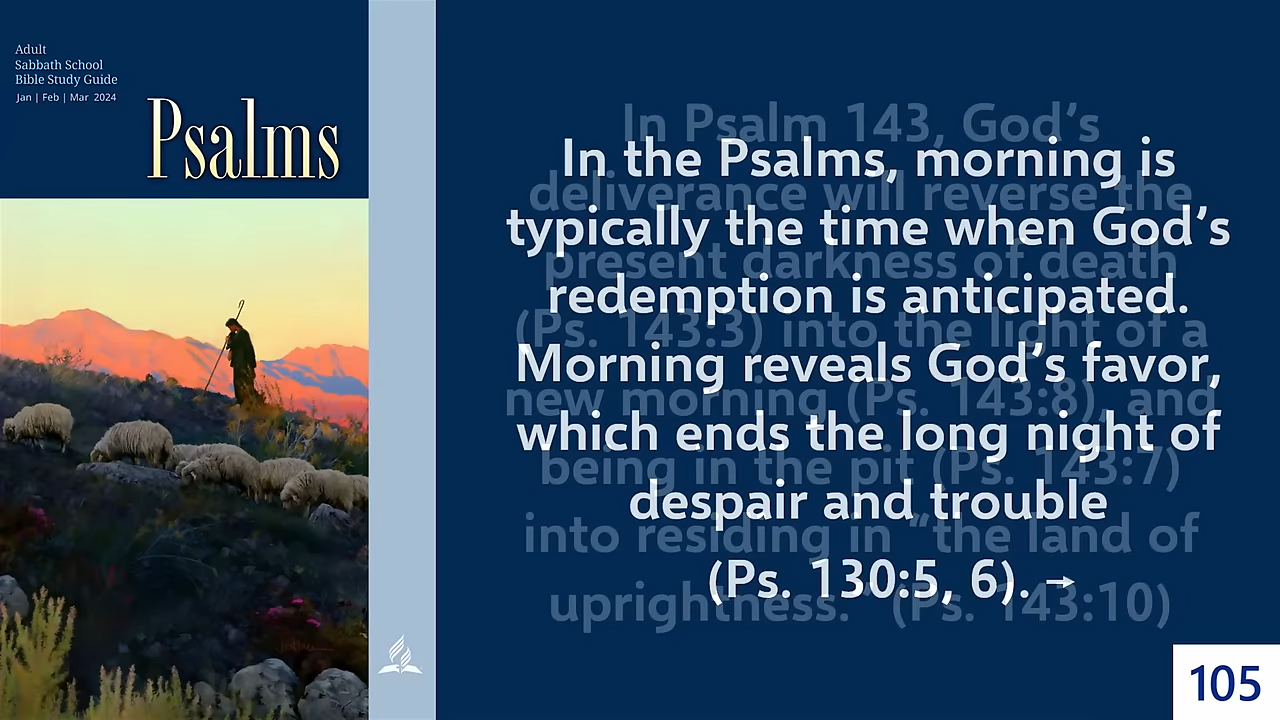 Adult
Sabbath School
Bible Study Guide
Jan | Feb | Mar 2024
Psalms
In the Psalms, morning is
typically the time when God’s
redemption is anticipated.
Morning reveals God’s favor,
which ends the long night of
despair and trouble
(Ps. 130:5, 6). →
In Psalm 143, God’s
deliverance will reverse the
present darkness of death
(Ps. 143:3) into the light of a
new morning (Ps. 143:8), and
being in the pit (Ps. 143:7)
into residing in “the land of
uprightness.” (Ps. 143:10)
105